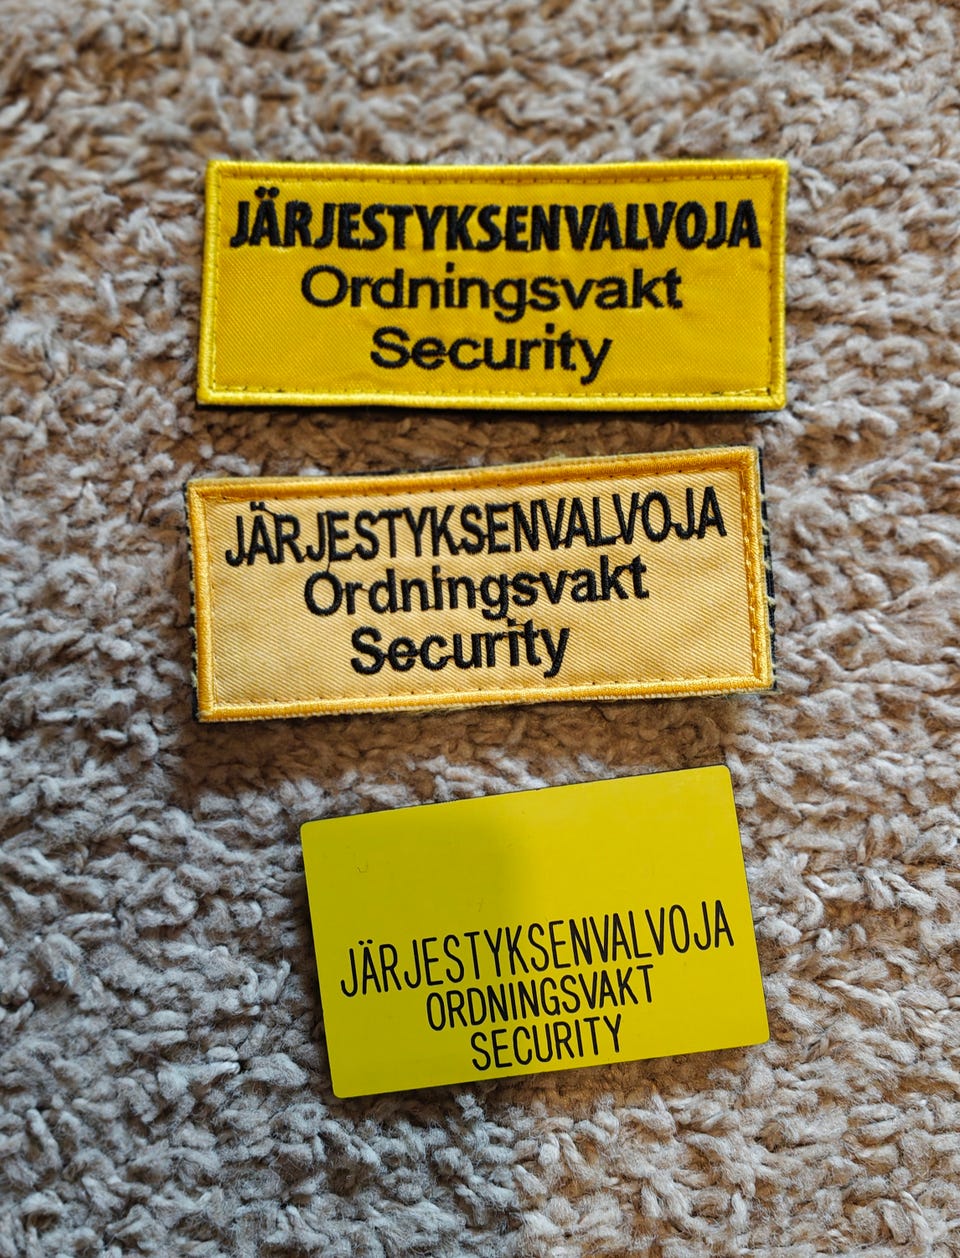 JÄRJESTYKSENVALVOJA
Ordningsvakt
Security
JÄRJESTYKSENVALVOJA
Ordningsvakt
Security
JÄRJESTYKSENVALVOJA
ORDNINGSVAKT
SECURITY